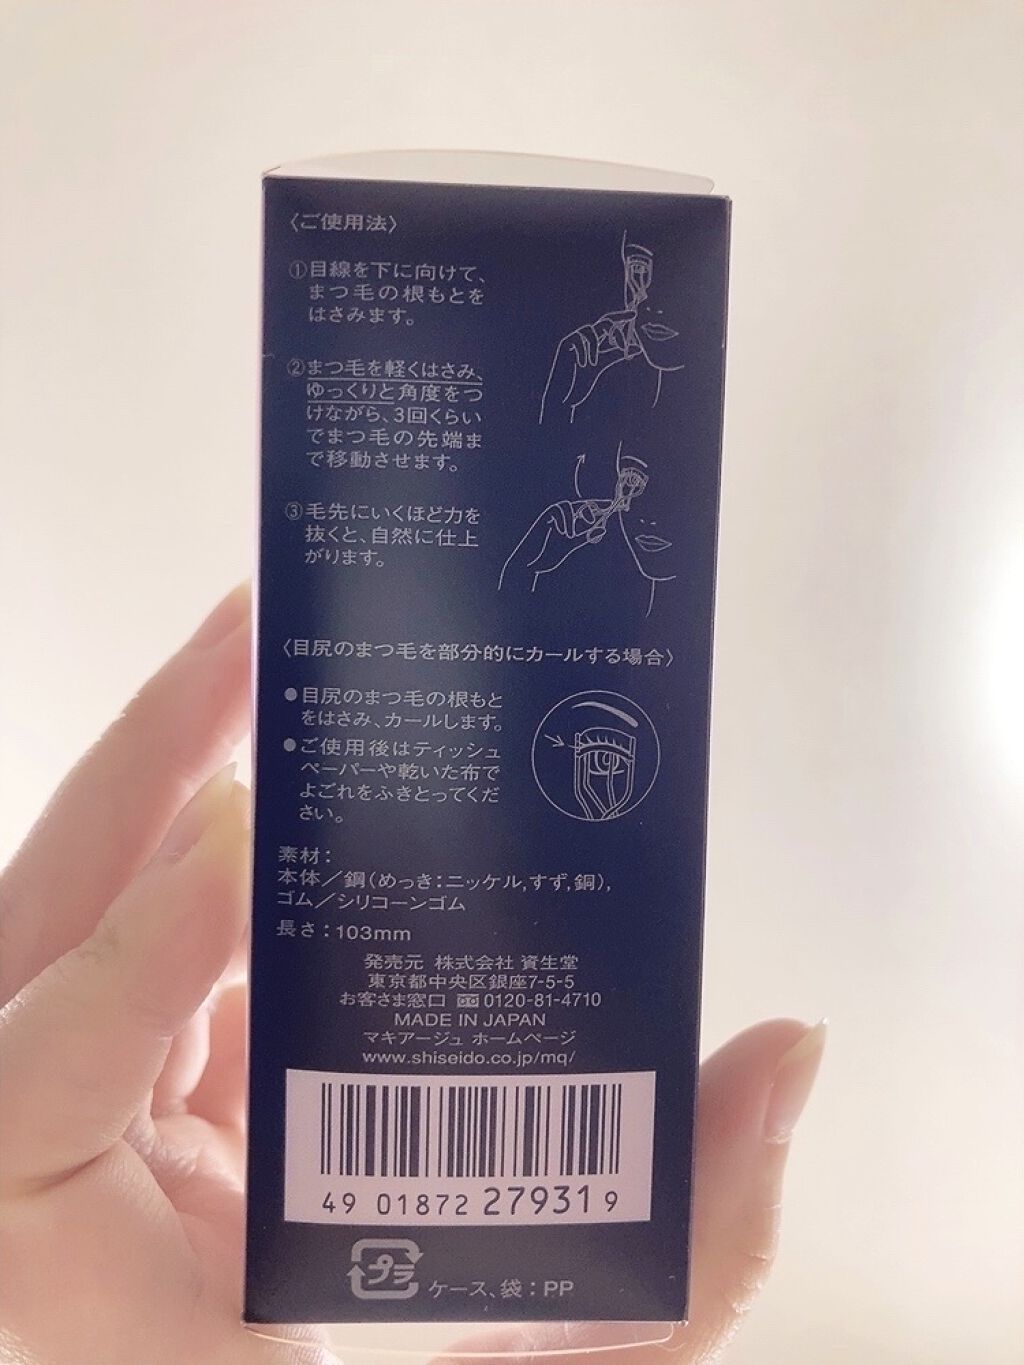 〈ご使用法〉
①目線を下に向けて、
まつ毛の根もとを
はさみます。
②まつ毛を軽くはさみ、
ゆっくりと角度をつ
けながら、3回くらい
でまつ毛の先端ま
で移動させます。
③毛先にいくほど力を
抜くと、自然に仕上
がります。
〈目尻のまつ毛を部分的にカールする場合〉
●目尻のまつ毛の根もと
をはさみ、カールします。
●ご使用後はティッシュ
ペーパーや乾いた布で
よごれをふきとってくだ
さい。
素材：
本体／鋼（めっき：ニッケル,すず,銅),
ゴム／シリコーンゴム
長さ：103mm
発売元 株式会社 資生堂
東京都中央区銀座7-5-5
お客さま窓口 0120-81-4710
MADE IN JAPAN
マキアージュ ホームページ
www.shiseido.co.jp/mq/
49 01872 27931 9
プラ ケース、袋：PP